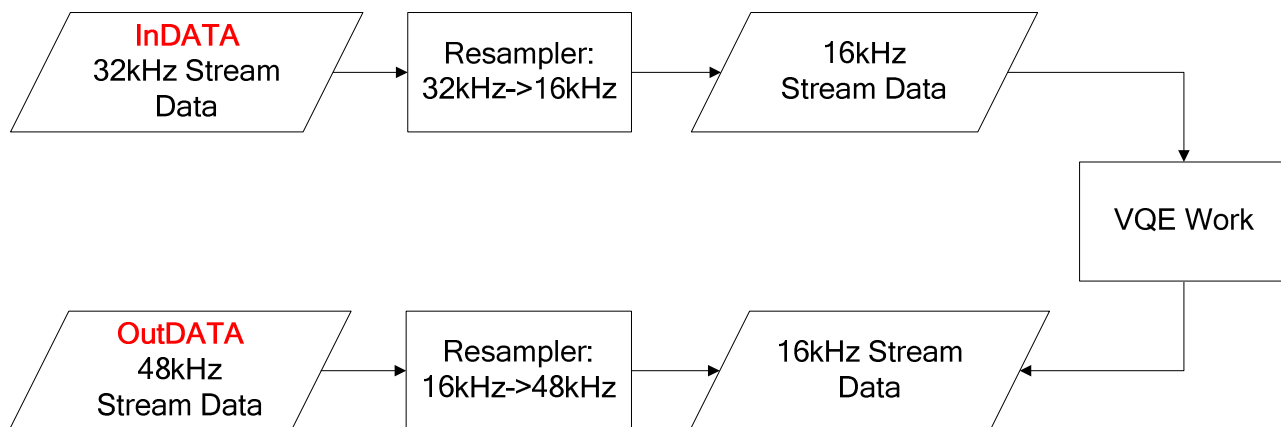 InDATA
32kHz Stream
Data
Resampler:
32kHz->16kHz
16kHz
Stream Data
VQE Work
OutDATA
48kHz
Stream Data
Resampler:
16kHz->48kHz
16kHz Stream
Data